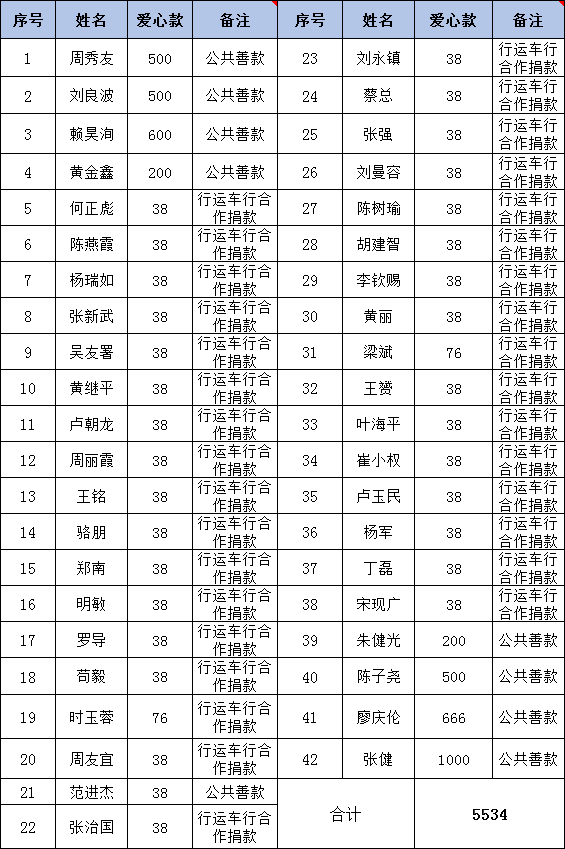 序号 姓名 爱心款 备注 序号 姓名 爱心款 备注
1 周秀友 500 公共善款 23 刘永镇 38 行运车行合作捐款
2 刘良波 500 公共善款 24 蔡总 38 行运车行合作捐款
3 赖昊洵 600 公共善款 25 张强 38 行运车行合作捐款
4 黄金鑫 200 公共善款 26 刘曼容 38 行运车行合作捐款
5 何正彪 38 行运车行合作捐款 27 陈树瑜 38 行运车行合作捐款
6 陈燕霞 38 行运车行合作捐款 28 胡建智 38 行运车行合作捐款
7 杨瑞如 38 行运车行合作捐款 29 李钦赐 38 行运车行合作捐款
8 张新武 38 行运车行合作捐款 30 黄丽 38 行运车行合作捐款
9 吴友署 38 行运车行合作捐款 31 梁斌 76 行运车行合作捐款
10 黄继平 38 行运车行合作捐款 32 王赟 38 行运车行合作捐款
11 卢朝龙 38 行运车行合作捐款 33 叶海平 38 行运车行合作捐款
12 周丽霞 38 行运车行合作捐款 34 崔小权 38 行运车行合作捐款
13 王铭 38 行运车行合作捐款 35 卢玉民 38 行运车行合作捐款
14 骆朋 38 行运车行合作捐款 36 杨军 38 行运车行合作捐款
15 郑南 38 行运车行合作捐款 37 丁磊 38 行运车行合作捐款
16 明敏 38 行运车行合作捐款 38 宋现广 38 行运车行合作捐款
17 罗导 38 行运车行合作捐款 39 朱健光 200 公共善款
18 苟毅 38 行运车行合作捐款 40 陈子尧 500 公共善款
19 时玉蓉 76 行运车行合作捐款 41 廖庆伦 666 公共善款
20 周友宜 38 行运车行合作捐款 42 张健 1000 公共善款
21 范进杰 38 公共善款 合计 5534
22 张治国 38 行运车行合作捐款